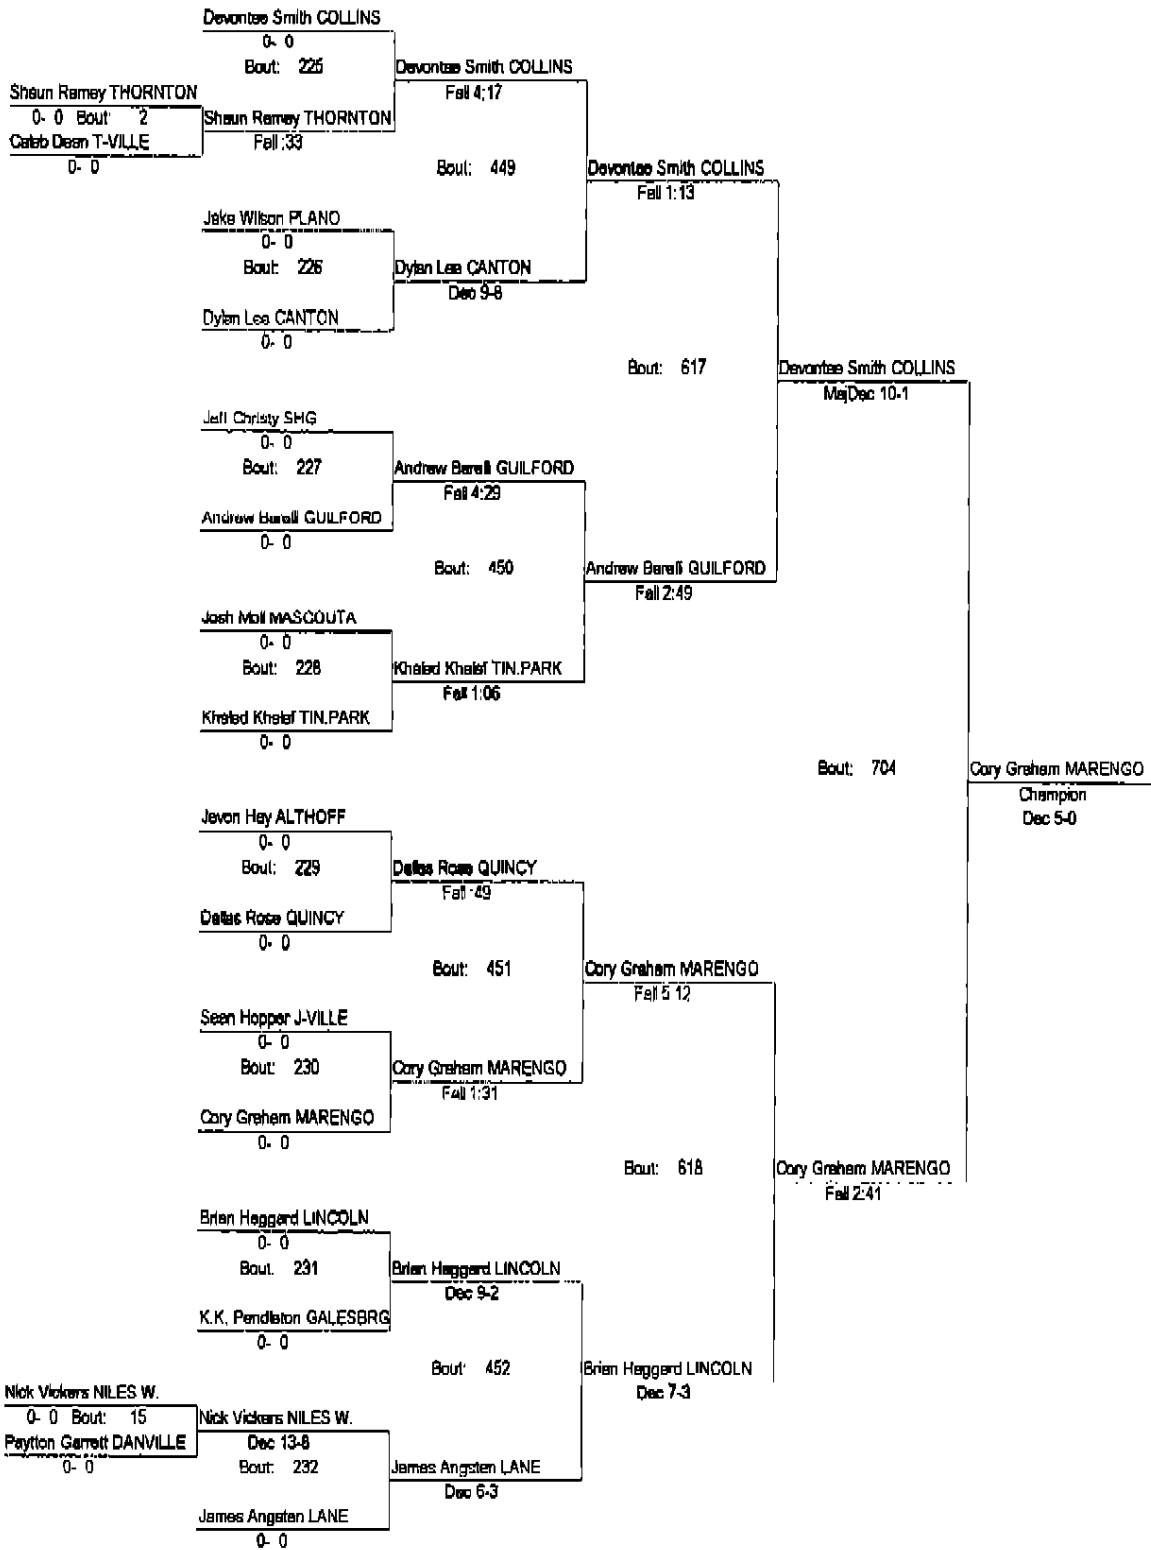 Devontae Smith COLLINS
0- 0
Bout: 225
Devontae Smith COLLINS
Fall 4:17
Shaun Ramey THORNTON
0- 0 Bout: 2
Shaun Ramey THORNTON
Fall :33
Caleb Dean T-VILLE
0- 0
Bout: 449
Devontae Smith COLLINS
Fall 1:13
Jake Wilson PLANO
0- 0
Bout: 226
Dylan Lee CANTON
Dec 9-8
Dylan Lee CANTON
0- 0
Bout: 617
Devontae Smith COLLINS
MajDec 10-1
Jeff Christy SHG
0- 0
Bout: 227
Andrew Barelli GUILFORD
Fall 4:29
Andrew Barelli GUILFORD
0- 0
Bout: 450
Andrew Barelli GUILFORD
Fall 2:49
Josh Moll MASCOUTA
0- 0
Bout: 228
Khaled Khalaf TIN.PARK
Fall 1:06
Khaled Khalaf TIN.PARK
0- 0
Bout: 704
Cory Graham MARENGO
Champion
Dec 5-0
Jevon Hay ALTHOFF
0- 0
Bout: 229
Dallas Rose QUINCY
Fall :49
Dallas Rose QUINCY
0- 0
Bout: 451
Cory Graham MARENGO
Fall 5:12
Sean Hopper J-VILLE
0- 0
Bout: 230
Cory Graham MARENGO
Fall 1:31
Cory Graham MARENGO
0- 0
Bout: 618
Cory Graham MARENGO
Fall 2:41
Brian Haggard LINCOLN
0- 0
Bout: 231
Brian Haggard LINCOLN
Dec 9-2
K.K. Pendleton GALESBRG
0- 0
Bout: 452
Brian Haggard LINCOLN
Dec 7-3
Nick Vickers NILES W.
0- 0 Bout: 15
Nick Vickers NILES W.
Dec 13-8
Paytton Garrett DANVILLE
0- 0
Bout: 232
James Angsten LANE
Dec 6-3
James Angsten LANE
0- 0